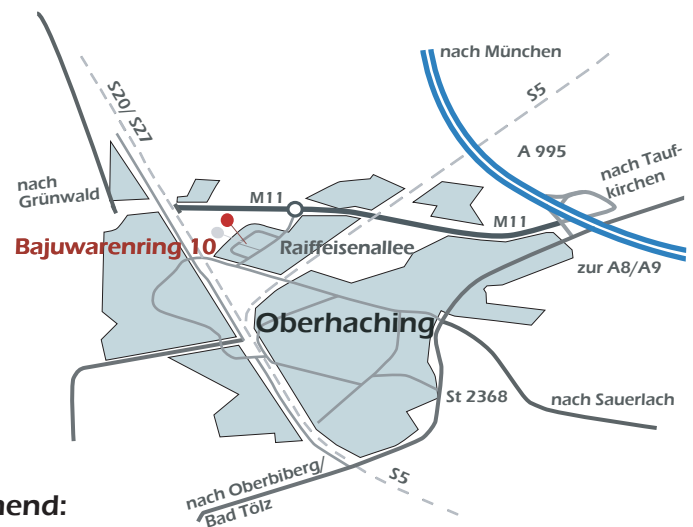 nach München
S20/ S27
S5
A 995
nach Tauf-
kirchen
nach
Grünwald
M11
M11
Bajuwarenring 10
Raiffeisenallee
zur A8/A9
Oberhaching
St 2368
nach Sauerlach
nach Oberbiberg/
Bad Tölz
S5